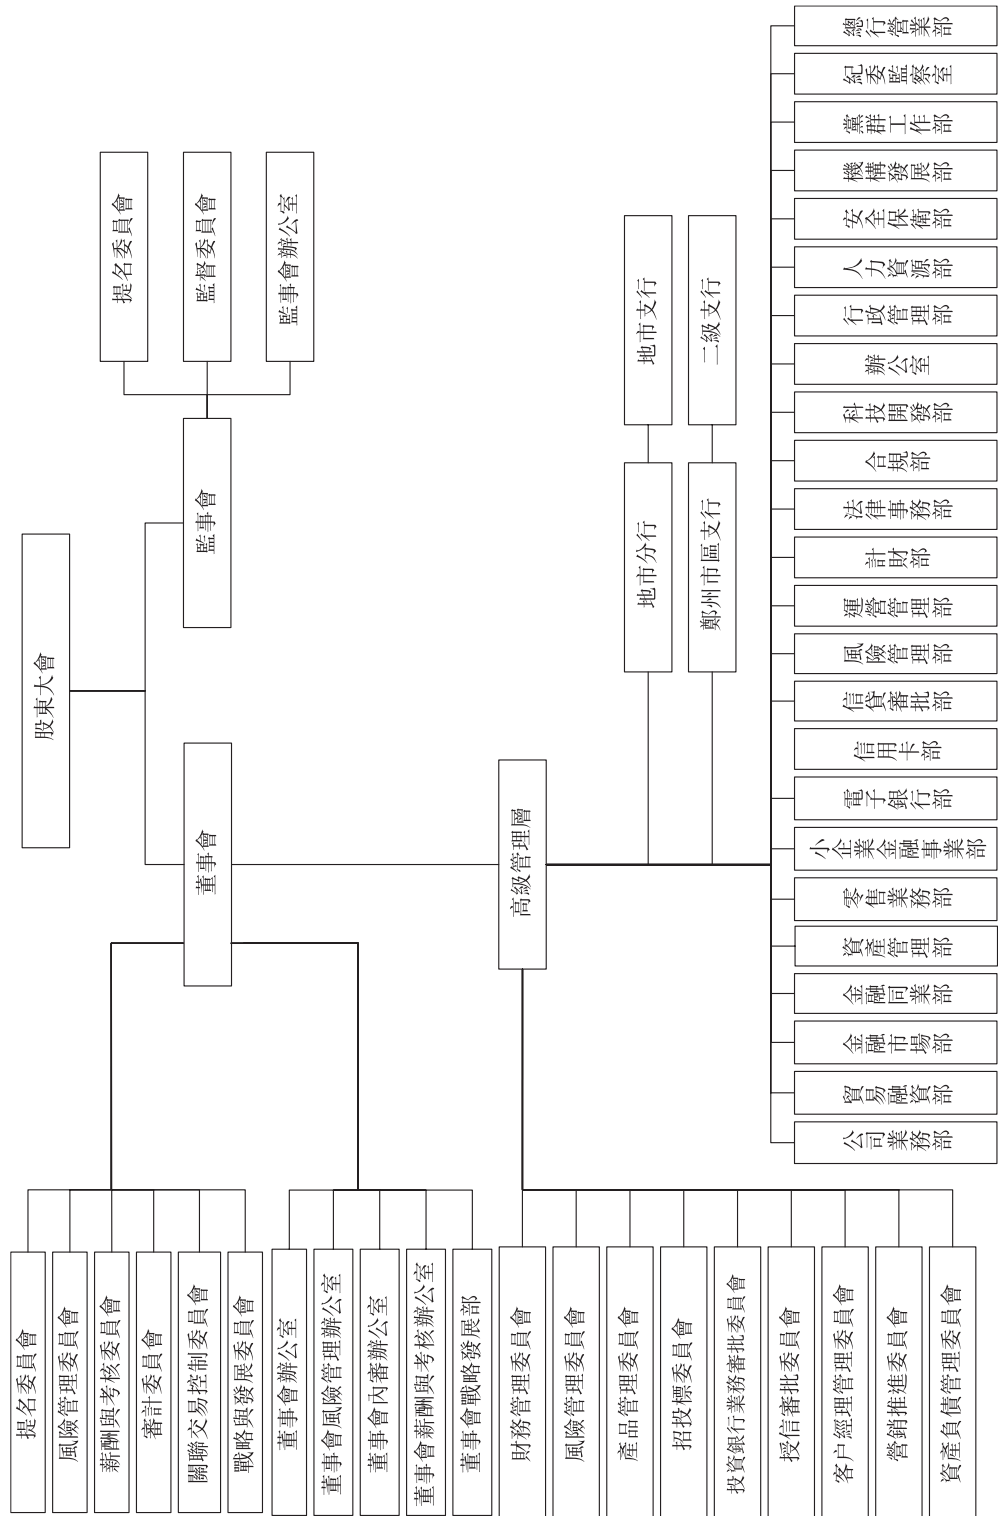 股東大會
董事會
監事會
提名委員會
監督委員會
監事會辦公室
提名委員會
風險管理委員會
薪酬與考核委員會
審計委員會
關聯交易控制委員會
戰略與發展委員會
董事會辦公室
董事會風險管理辦公室
董事會內審辦公室
董事會薪酬與考核辦公室
董事會戰略發展部
高級管理層
財務管理委員會
風險管理委員會
產品管理委員會
招投標委員會
投資銀行業務審批委員會
授信審批委員會
客戶經理管理委員會
營銷推進委員會
資產負債管理委員會
地市分行
地市支行
鄭州市區支行
二級支行
公司業務部
貿易融資部
金融市場部
金融同業部
資產管理部
零售業務部
小企業金融事業部
電子銀行部
信用卡部
信貸審批部
風險管理部
運營管理部
計財部
法律事務部
合規部
科技開發部
辦公室
行政管理部
人力資源部
安全保衛部
機構發展部
黨群工作部
紀委監察室
總行營業部